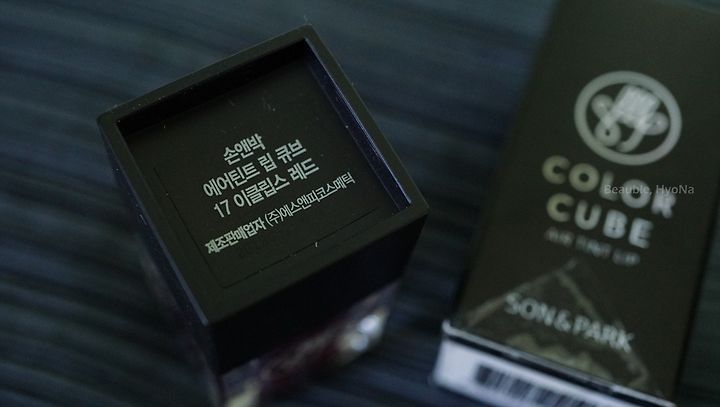 손앤박
에어틴트 립 큐브
17 이클립스 레드
제조판매업자 (주)에스앤피코스메틱
COLOR
CUBE
AIR TINT LIP
SON&PARK
Beauble, HyoNa